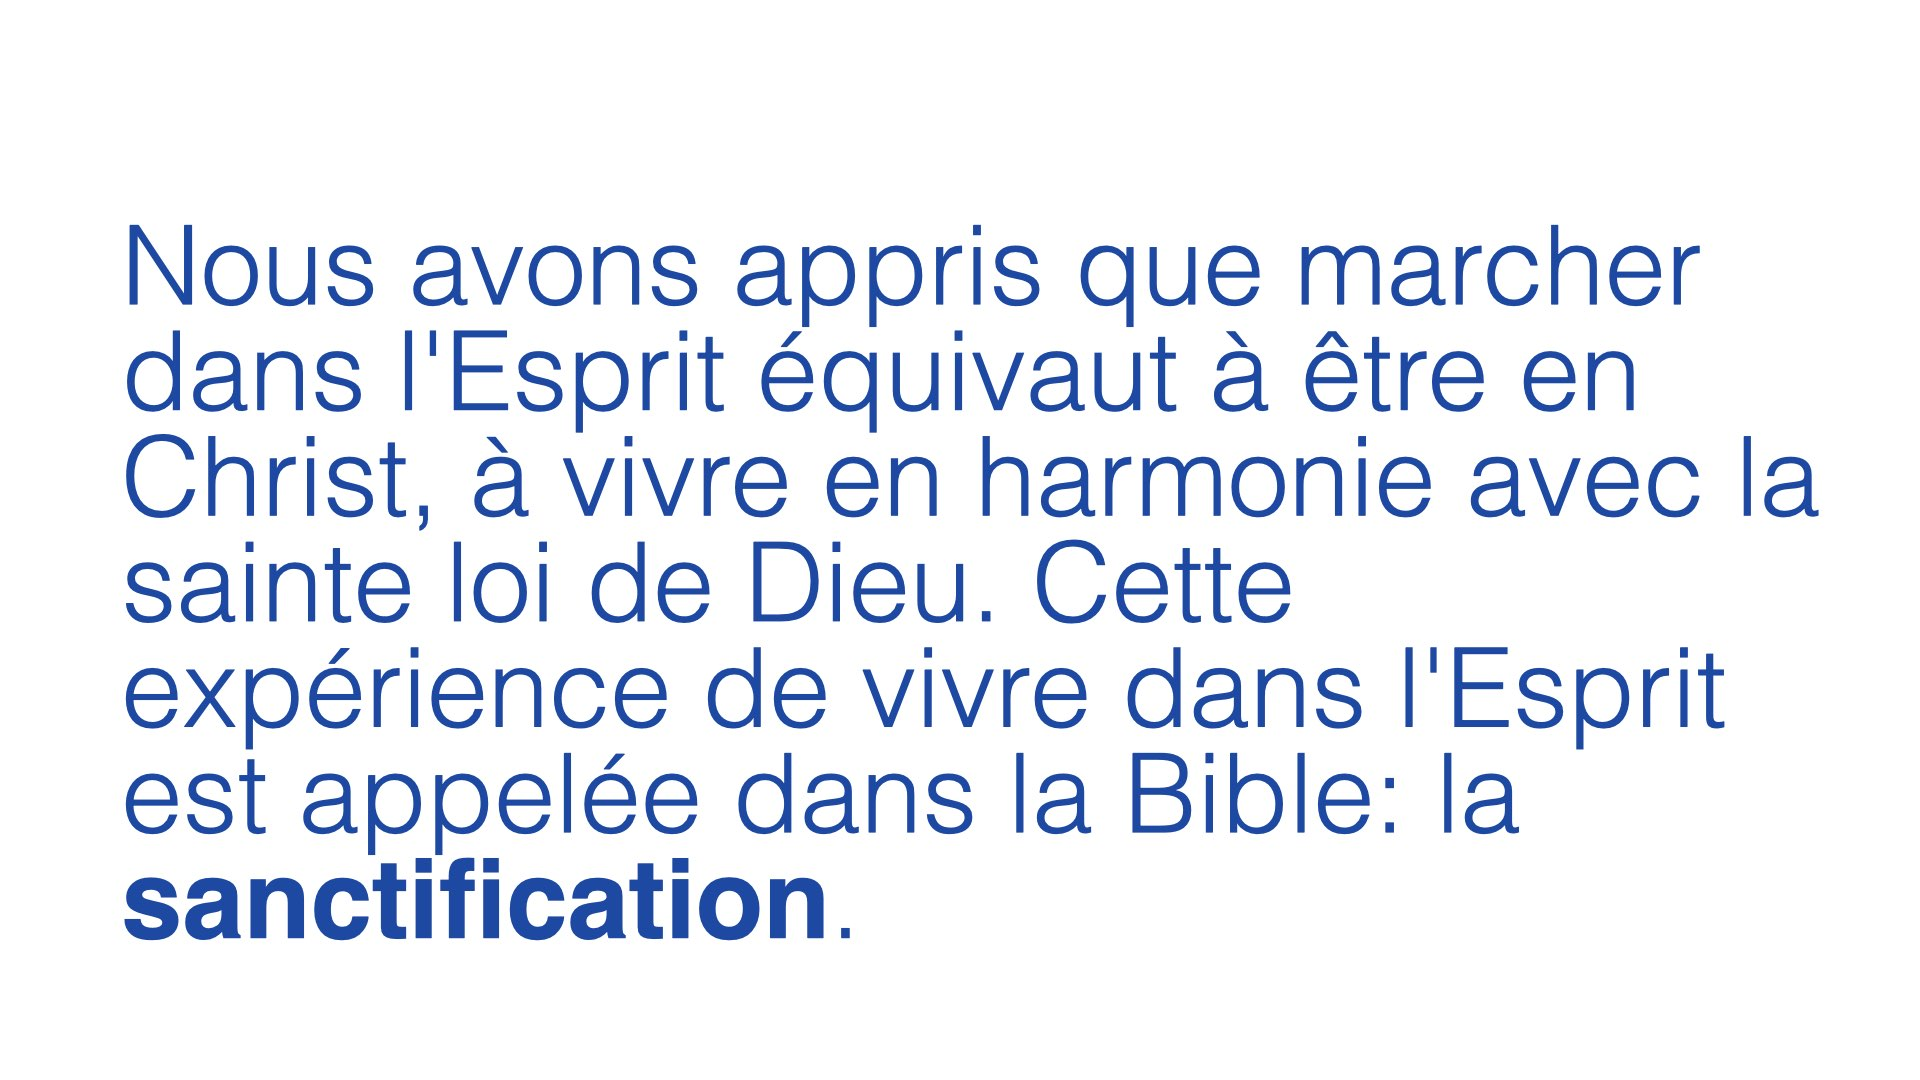 Nous avons appris que marcher
dans l'Esprit équivaut à être en
Christ, à vivre en harmonie avec la
sainte loi de Dieu. Cette
expérience de vivre dans l'Esprit
est appelée dans la Bible: la
sanctification.